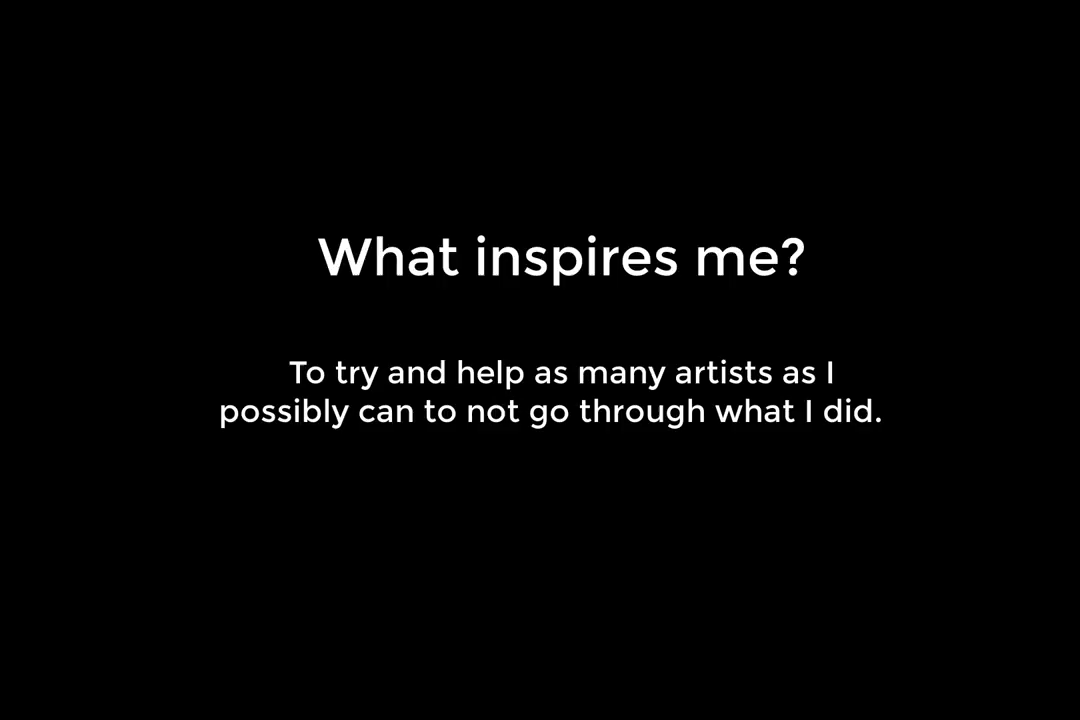 What inspires me?
To try and help as many artists as I
possibly can to not go through what I did.